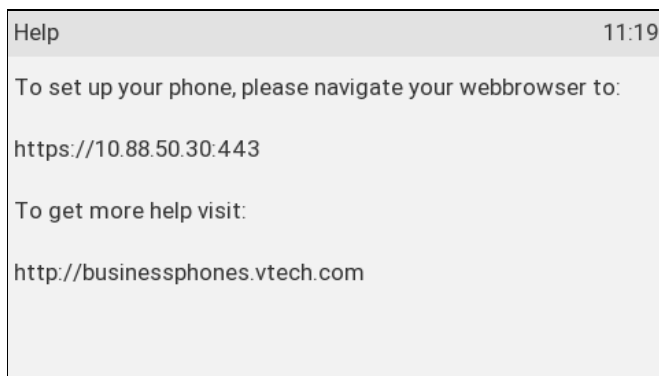 Help 11:19
To set up your phone, please navigate your webbrowser to:
https://10.88.50.30:443
To get more help visit:
http://businessphones.vtech.com